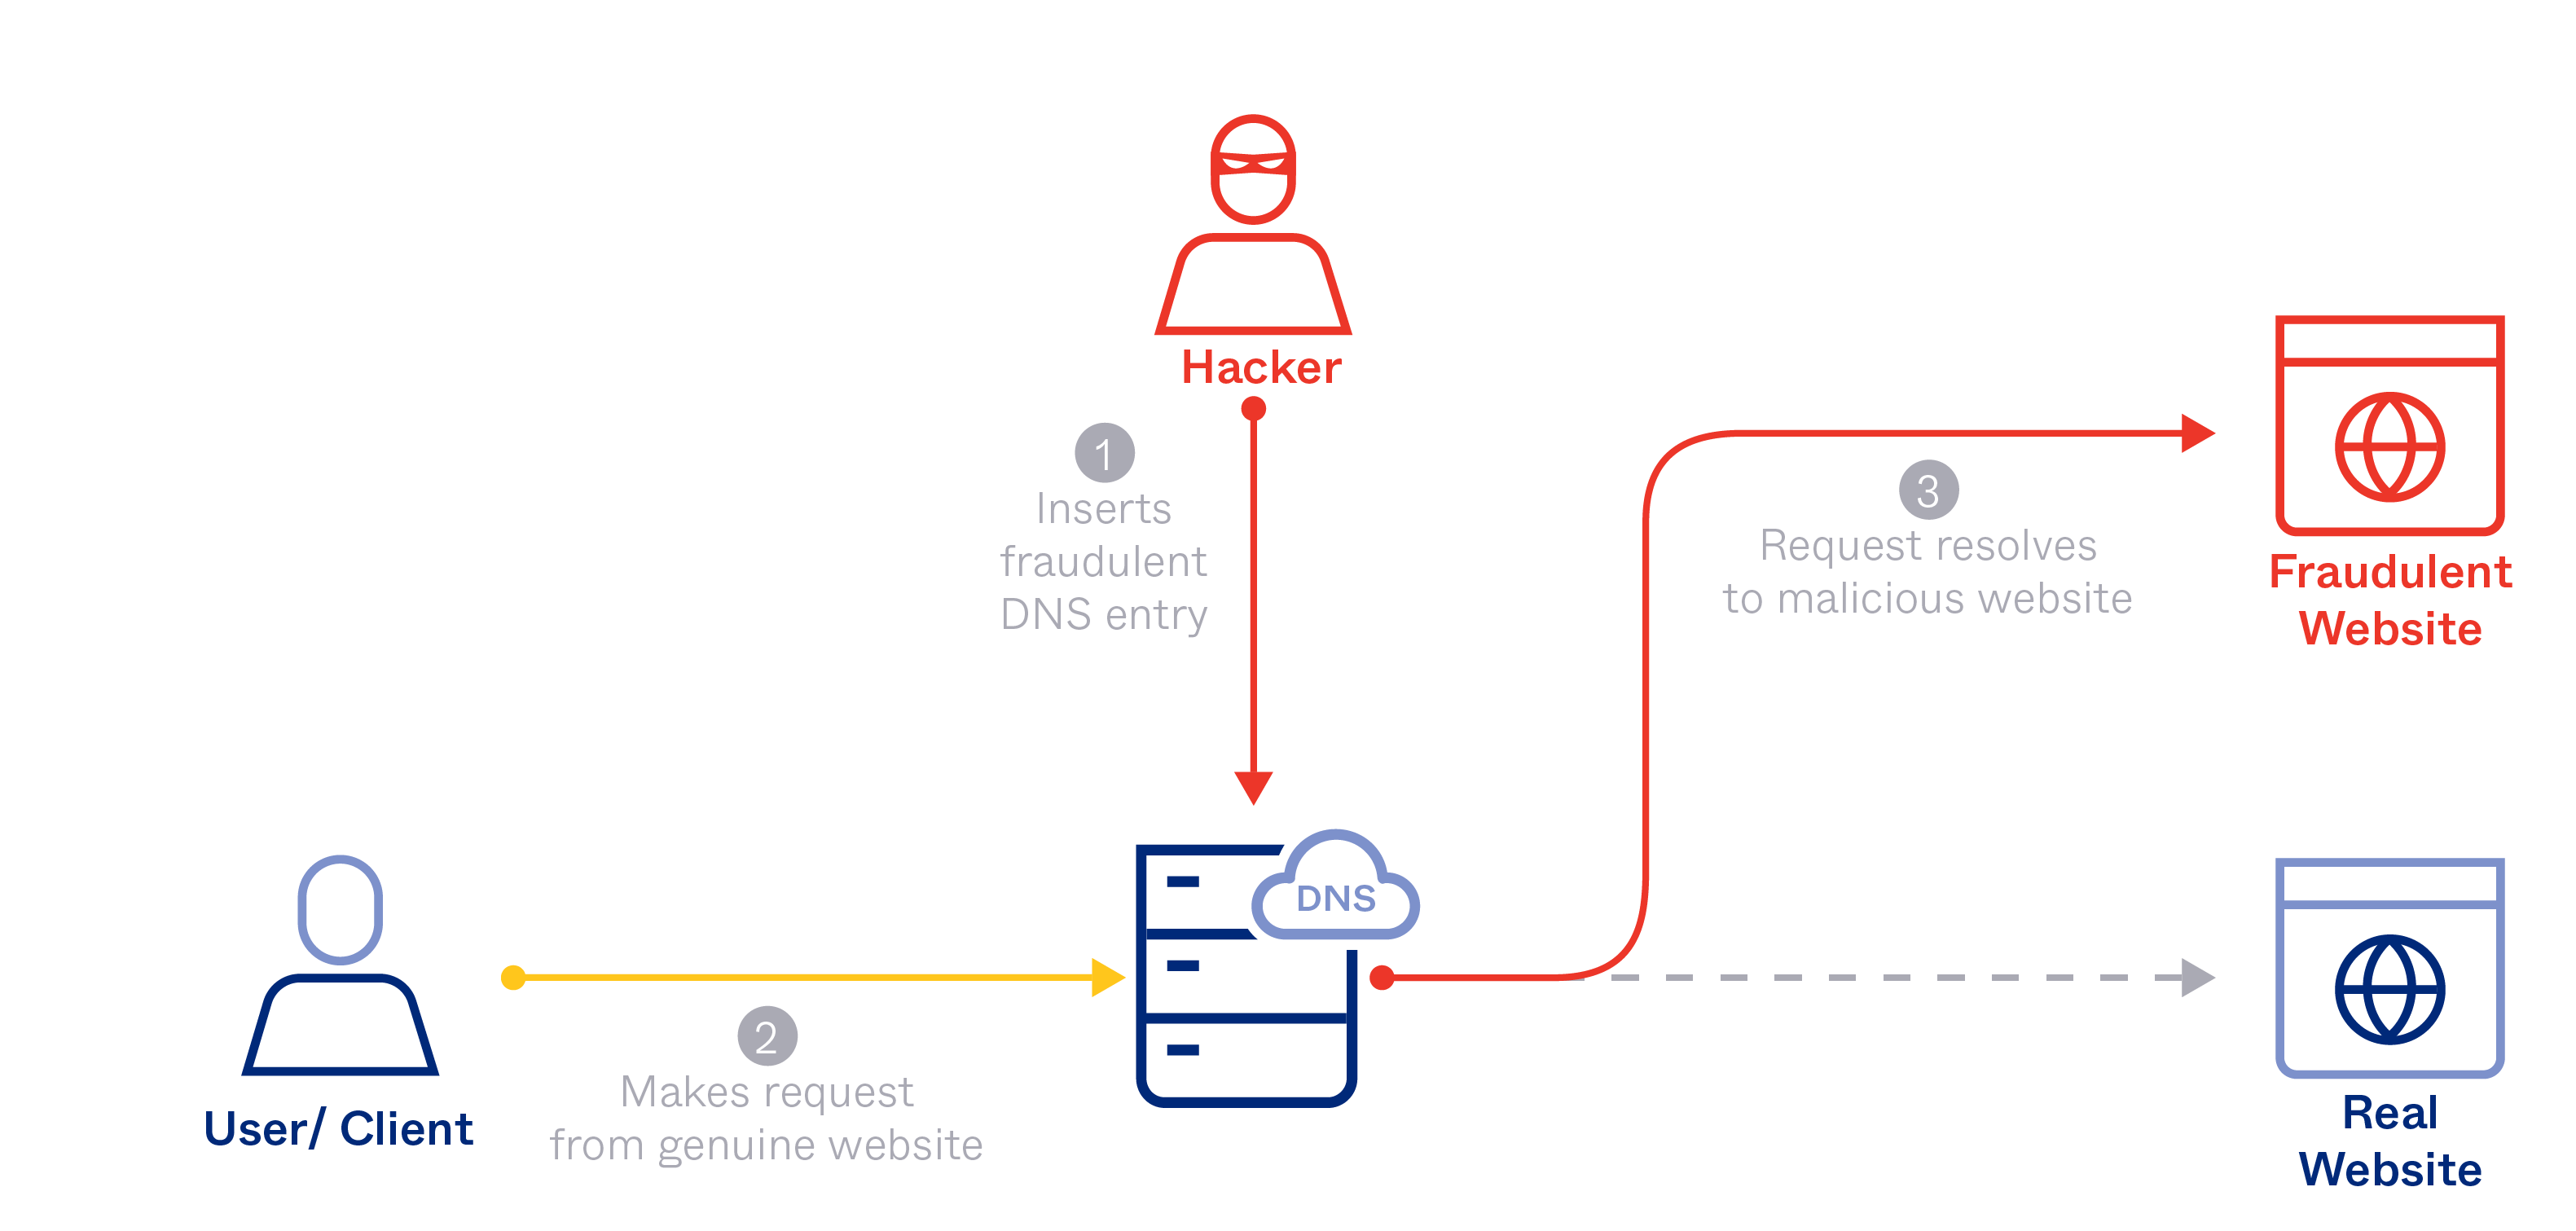 Hacker
1
Inserts
fraudulent
DNS entry
3
Request resolves
to malicious website
Fraudulent
Website
DNS
User/ Client
2
Makes request
from genuine website
Real
Website